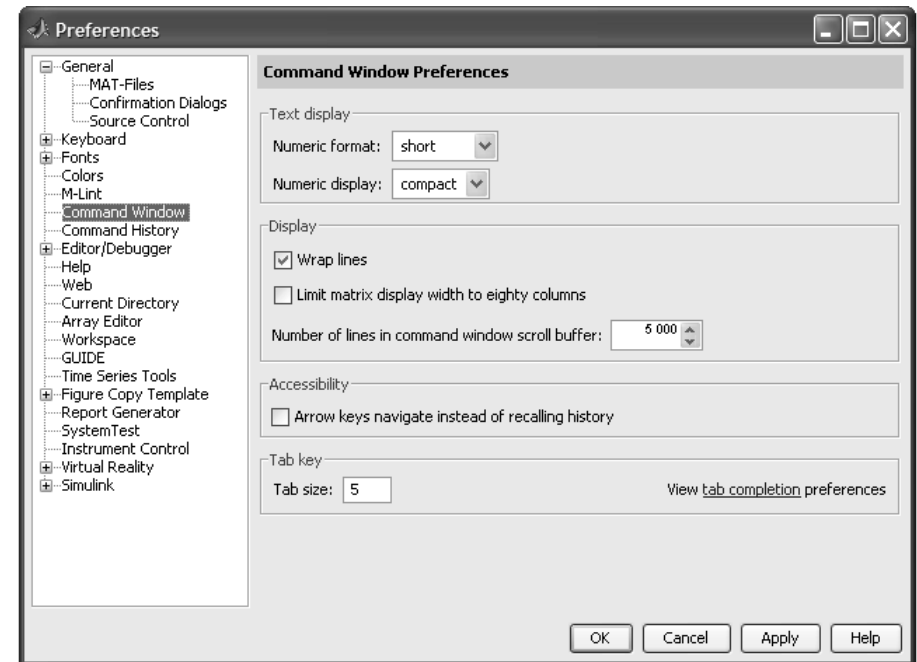 Preferences
General
MAT-Files
Confirmation Dialogs
Source Control
Keyboard
Fonts
Colors
M-Lint
Command Window
Command History
Editor/Debugger
Help
Web
Current Directory
Array Editor
Workspace
GUIDE
Time Series Tools
Figure Copy Template
Report Generator
SystemTest
Instrument Control
Virtual Reality
Simulink
Command Window Preferences
Text display
Numeric format: short
Numeric display: compact
Display
Wrap lines
Limit matrix display width to eighty columns
Number of lines in command window scroll buffer: 5 000
Accessibility
Arrow keys navigate instead of recalling history
Tab key
Tab size: 5 View tab completion preferences
OK Cancel Apply Help